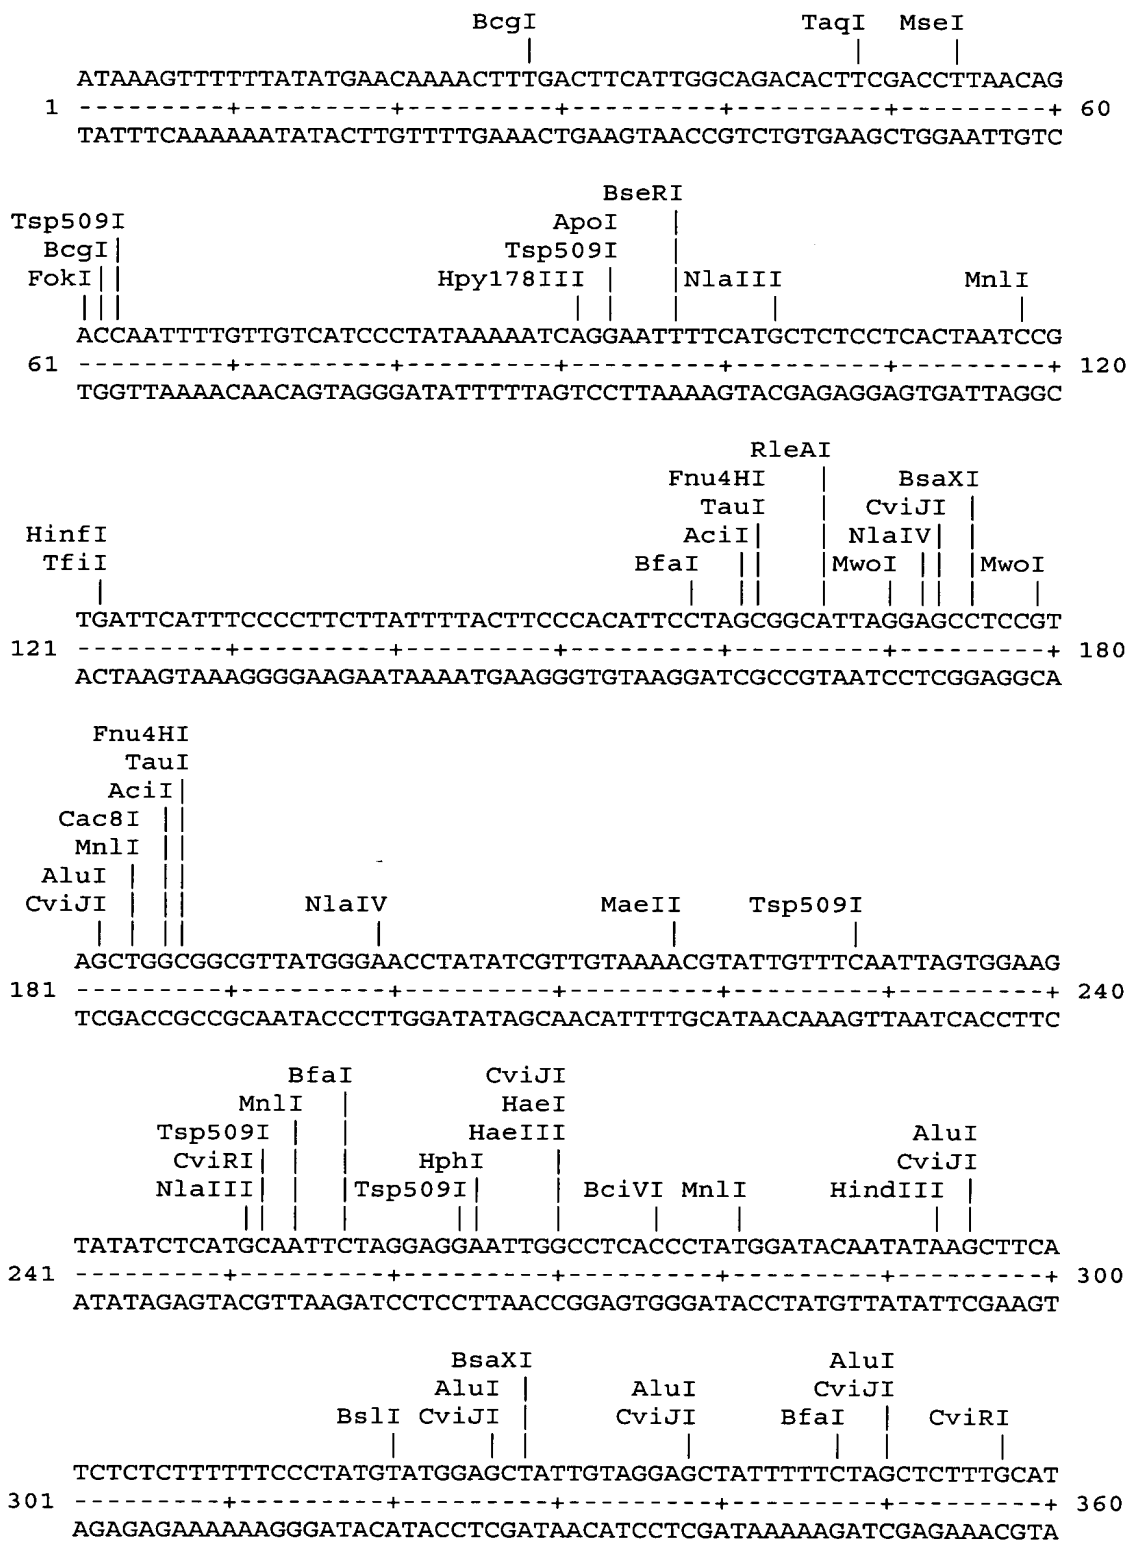 BcgI TaqI MseI
ATAAAGTTTTTTATATGAACAAAACTTTGACTTCATTGGCAGACACTTCGACCTTAACAG
1 ---------+---------+---------+---------+---------+---------+ 60
TATTTCAAAAAATATACTTGTTTTGAAACTGAAGTAACCGTCTGTGAAGCTGGAATTGTC
BseRI
Tsp509I ApoI
BcgI Tsp509I
FokI Hpy178III NlaIII MnlI
ACCAATTTTGTTGTCATCCCTATAAAAATCAGGAATTTTTCATGCTCTCCTCACTAATCCG
61 ---------+---------+---------+---------+---------+---------+ 120
TGGTTAAAACAACAGTAGGGATATTTTTAGTCCTTAAAAGTACGAGAGGAGTGATTAGGC
RleAI
Fnu4HI BsaXI
TauI CviJI
HinfI AciI NlaIV
TfiI BfaI MwoI MwoI
TGATTCATTTCCCCTTCTTATTTTACTTCCCACATTCCTAGCGGCATTAGGAGCCTCCGT
121 ---------+---------+---------+---------+---------+---------+ 180
ACTAAGTAAAGGGGAAGAATAAAATGAAGGGTGTAAGGATCGCCGTAATCCTCGGAGGCA
Fnu4HI
TauI
AciI
Cac8I
MnlI
AluI
CviJI NlaIV MaeII Tsp509I
AGCTGGCGGCGTTATGGGAACCTATATCGTTGTAAAACGTATTGTTTCAATTAGTGGAAG
181 ---------+---------+---------+---------+---------+---------+ 240
TCGACCGCCGCAATACCCTTGGATATAGCAACATTTTGCATAACAAAGTTAATCACCTTC
BfaI CviJI
MnlI HaeI
Tsp509I HaeIII AluI
CviRI HphI CviJI
NlaIII Tsp509I BciVI MnlI HindIII
TATATCTCATGCAATTCTAGGAGGAATTGGCCTCACCCTATGGATACAATATAAGCTTCA
241 ---------+---------+---------+---------+---------+---------+ 300
ATATAGAGTACGTTAAGATCCTCCTTAACCGGAGTGGGATACCTATGTTATATTCGAAGT
BsaXI AluI
AluI AluI CviJI
BslI CviJI CviJI BfaI CviRI
TCTCTCTTTTTTTCCCTATGTATGGAGCTATTGTAGGAGCTATTTTTCTAGCTCTTTGCAT
301 ---------+---------+---------+---------+---------+---------+ 360
AGAGAGAAAAAAGGGATACATACCTCGATAACATCCTCGATAAAAAGATCGAGAAACGTA